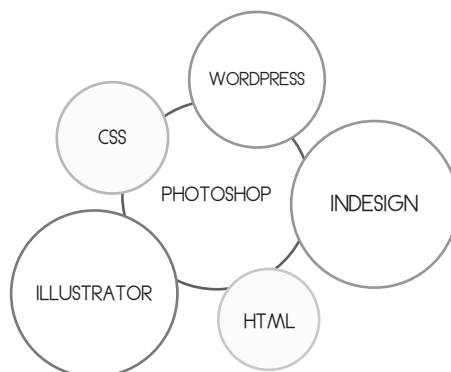 WORDPRESS
CSS
PHOTOSHOP
INDESIGN
ILLUSTRATOR
HTML